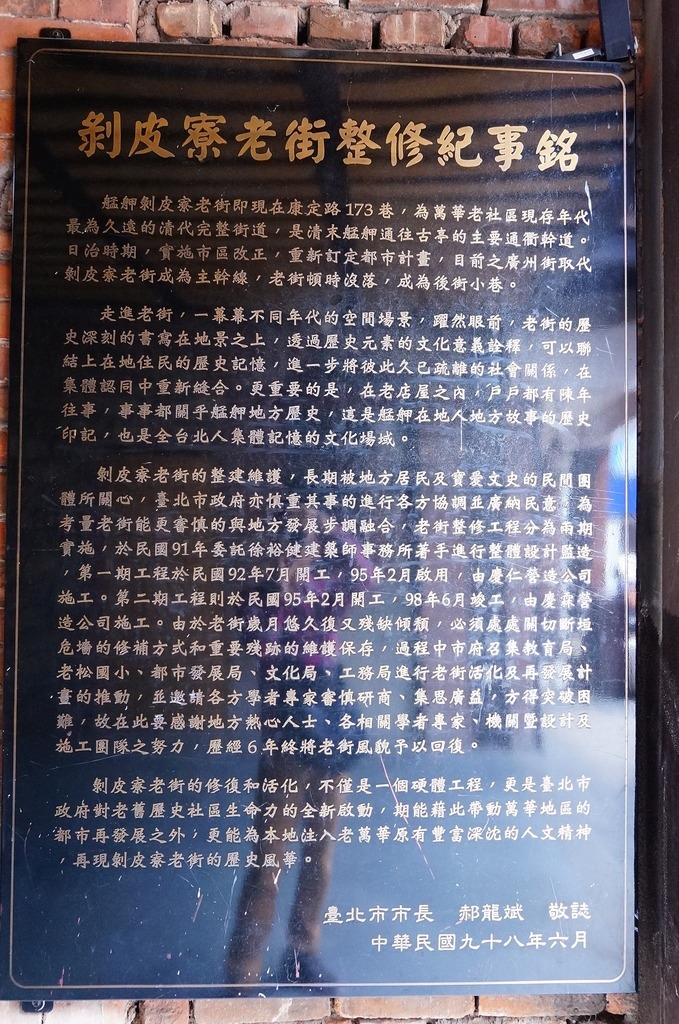 剝皮寮老街整修紀事銘
艋舺剝皮寮老街即現在康定路173巷，為萬華老社區現存年代
最為久遠的清代完整街道，是清末艋舺通往古亭的主要通衢幹道。
日治時期，實施市區改正，重新訂定都市計畫，目前之廣州街取代
剝皮寮老街成為主幹線，老街頓時沒落，成為後街小巷。
走進老街，一幕幕不同年代的空間場景，躍然眼前，老街的歷
史深刻的書寫在地景之上，透過歷史元素的文化意義詮釋，可以聯
結上在地住民的歷史記憶，進一步將彼此久已疏離的社會關係，在
集體認同中重新縫合。更重要的是，在老店屋之內，戶戶都有陳年
往事，事事都關乎艋舺地方歷史，這是艋舺在地人地方故事的歷史
印記，也是全台北人集體記憶的文化場域。
剝皮寮老街的整建維護，長期被地方居民及寶愛文史的民間團
體所關心，臺北市政府亦慎重其事的進行各方協調並廣納民意，為
考量老街能更審慎的與地方發展步調融合，老街整修工程分為兩期
實施，於民國91年委託徐裕健建築師事務所著手進行整體設計監造
，第一期工程於民國92年7月開工，95年2月啟用，由慶仁營造公司
施工。第二期工程則於民國95年2月開工，98年6月竣工，由慶霖營
造公司施工。由於老街歲月悠久復又殘缺傾頹，必須處處關切斷垣
危牆的修補方式和重要殘跡的維護保存，過程中市府召集教育局、
老松國小、都市發展局、文化局、工務局進行老街活化及再發展計
畫的推動，並邀請各方學者專家審慎研商、集思廣益，方得突破困
難，故在此要感謝地方熱心人士、各相關學者專家、機關暨設計及
施工團隊之努力，歷經6年終將老街風貌予以回復。
剝皮寮老街的修復和活化，不僅是一個硬體工程，更是臺北市
政府對老舊歷史社區生命力的全新啟動，期能藉此帶動萬華地區的
都市再發展之外，更能為本地注入老萬華原有豐富深沈的人文精神
，再現剝皮寮老街的歷史風華。
臺北市市長 郝龍斌 敬誌
中華民國九十八年六月